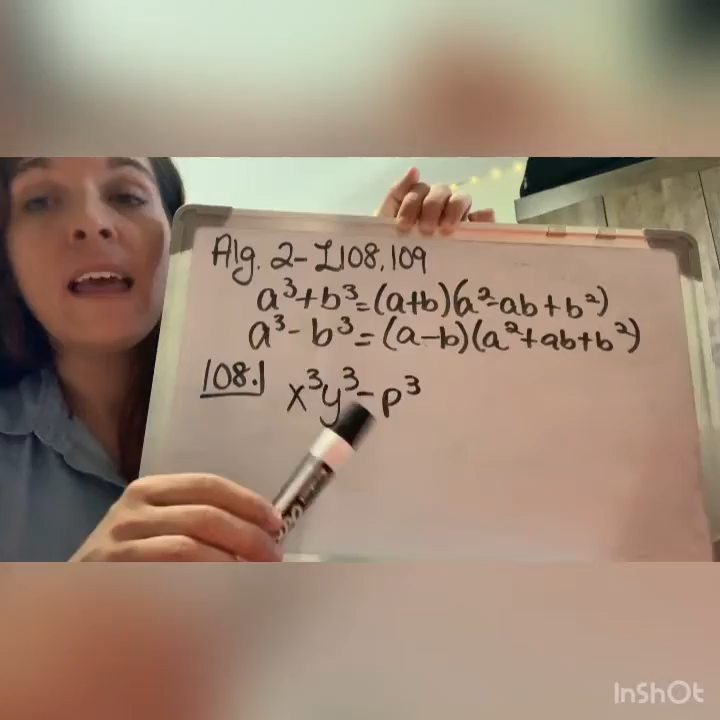 Alg. 2- L108,109
a³+b³=(a+b)(a²-ab+b²)
a³-b³=(a-b)(a²+ab+b²)
108.1 x³y³-p³
InShOt